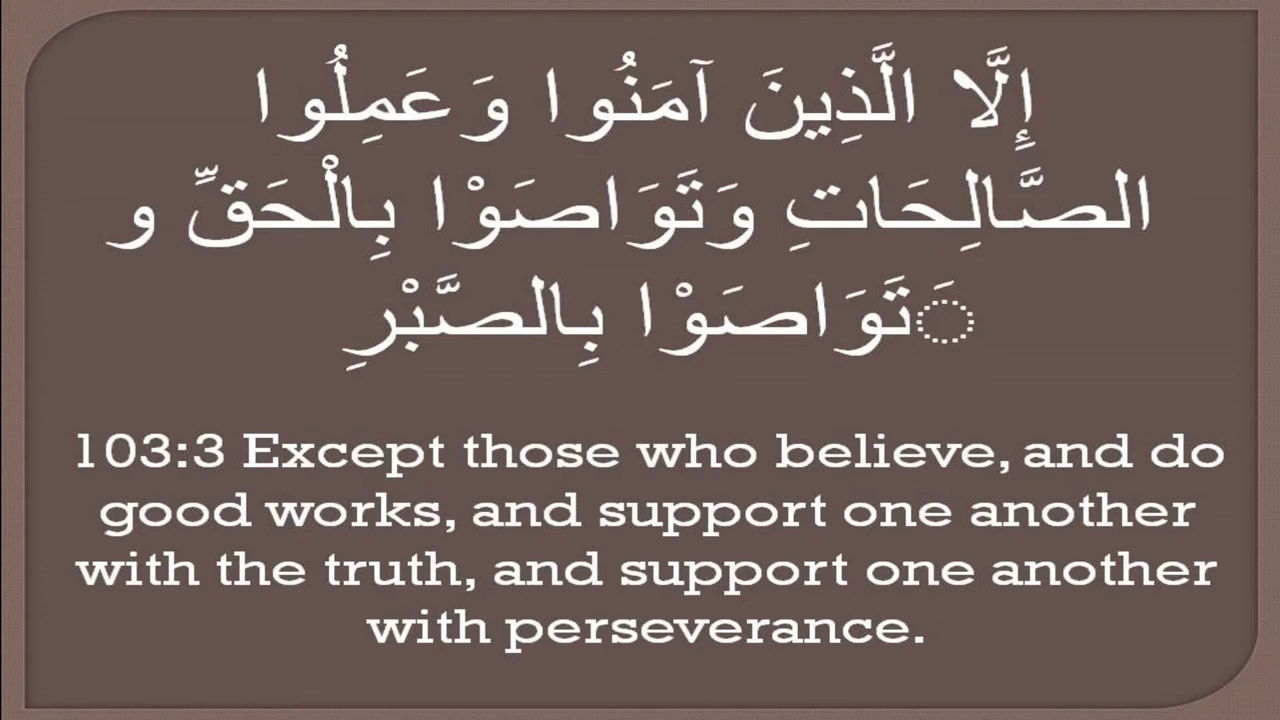 إِلَّا الَّذِينَ آمَنُوا وَعَمِلُوا
الصَّالِحَاتِ وَتَوَاصَوْا بِالْحَقِّ و
◌َتَوَاصَوْا بِالصَّبْرِ
103:3 Except those who believe, and do
good works, and support one another
with the truth, and support one another
with perseverance.